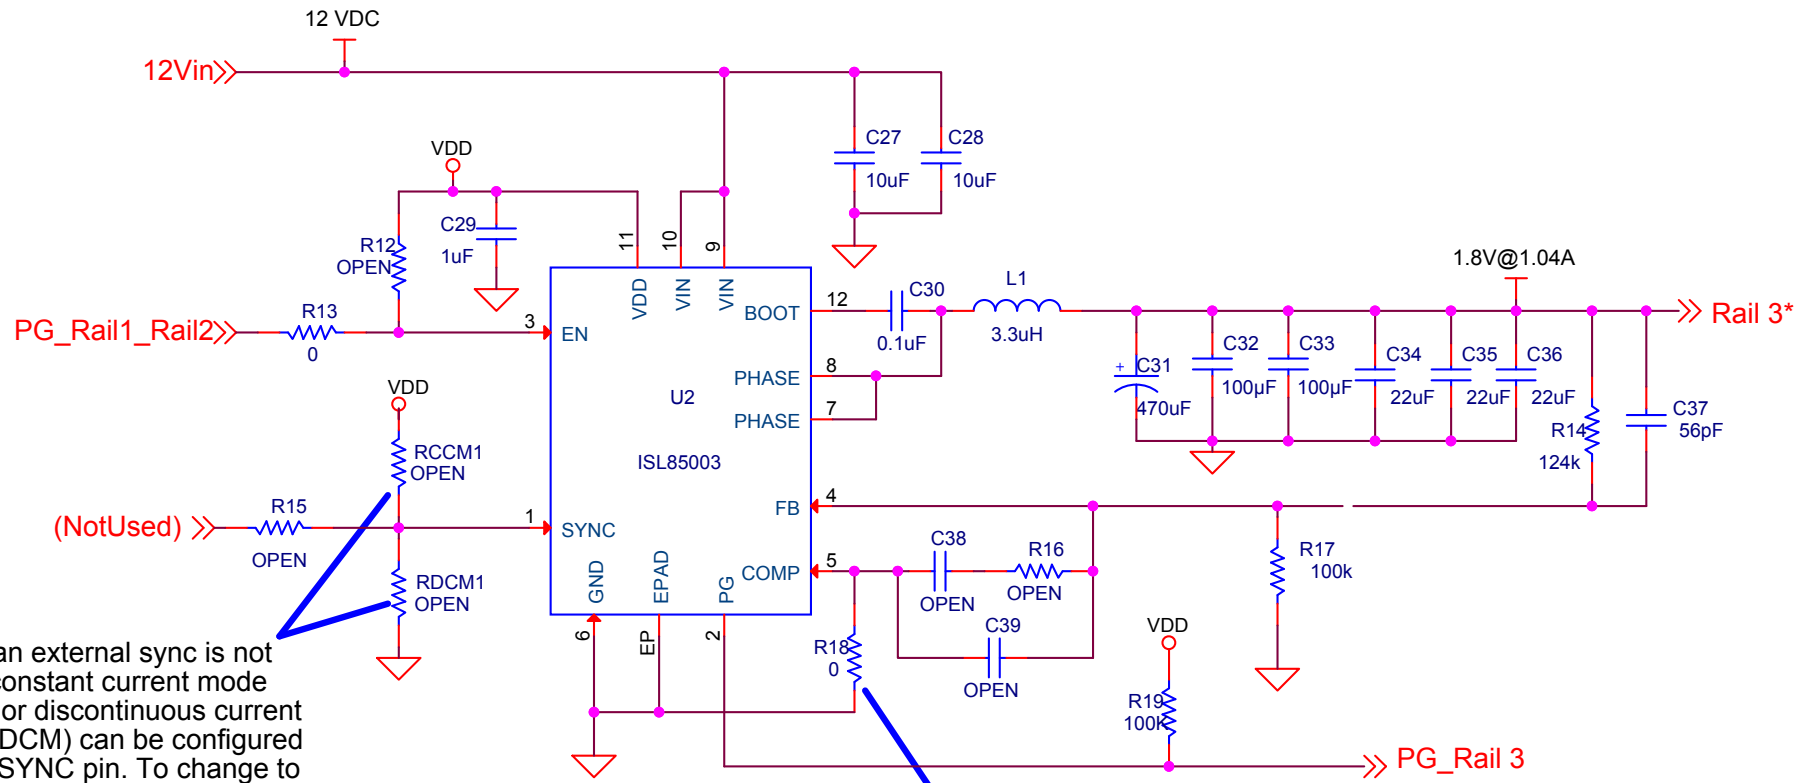 12 VDC
12Vin
VDD
C27
10uF
C28
10uF
C29
1uF
R12
OPEN
R13
0
PG_Rail1_Rail2
11
10
9
VDD
VIN
VIN
3
EN
BOOT
12
C30
0.1uF
L1
3.3uH
1.8V@1.04A
Rail 3*
PHASE
8
PHASE
7
U2
ISL85003
+
C31
470uF
C32
100µF
C33
100µF
C34
22uF
C35
22uF
C36
22uF
R14
124k
C37
56pF
VDD
RCCM1
OPEN
(NotUsed)
R15
OPEN
1
SYNC
RDCM1
OPEN
FB
4
COMP
5
C38
OPEN
R16
OPEN
C39
OPEN
R17
100k
GND
EPAD
PG
6
EP
2
R18
0
VDD
R19
100K
PG_Rail 3
an external sync is not
constant current mode
or discontinuous current
DCM) can be configured
SYNC pin. To change to